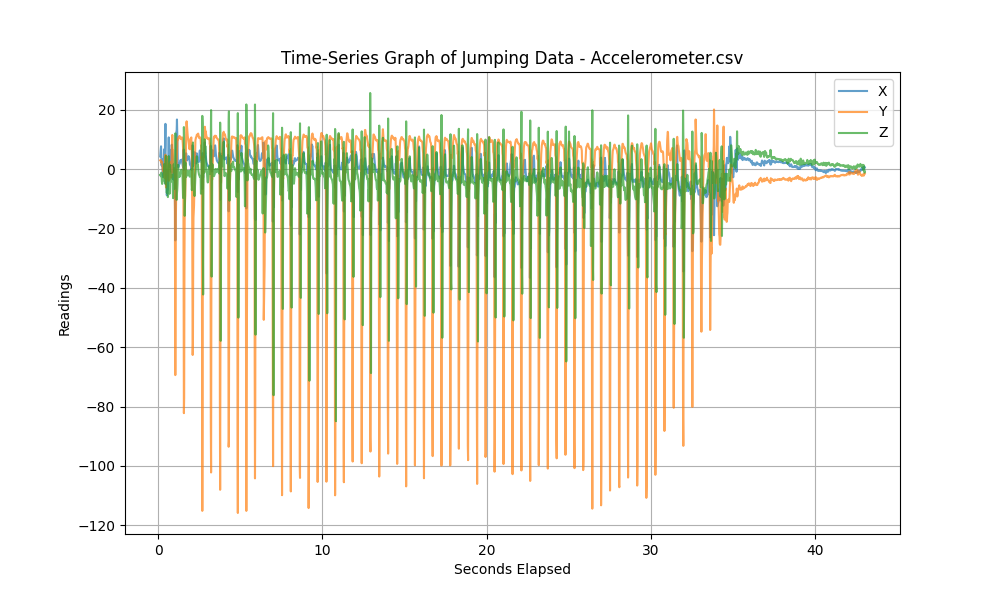 Time-Series Graph of Jumping Data - Accelerometer.csv
X
Y
Z
20
0
−20
−40
−60
−80
−100
−120
Readings
0
10
20
30
40
Seconds Elapsed